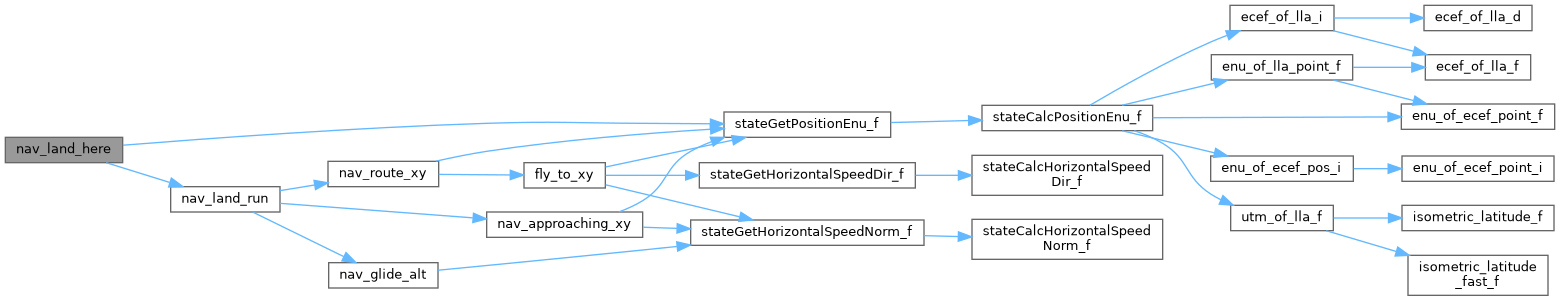 nav_land_here
nav_land_run
nav_route_xy
nav_approaching_xy
nav_glide_alt
fly_to_xy
stateGetPositionEnu_f
stateGetHorizontalSpeedDir_f
stateGetHorizontalSpeedNorm_f
stateCalcPositionEnu_f
stateCalcHorizontalSpeed
Dir_f
stateCalcHorizontalSpeed
Norm_f
ecef_of_lla_i
enu_of_lla_point_f
enu_of_ecef_pos_i
utm_of_lla_f
ecef_of_lla_d
ecef_of_lla_f
enu_of_ecef_point_f
enu_of_ecef_point_i
isometric_latitude_f
isometric_latitude
_fast_f